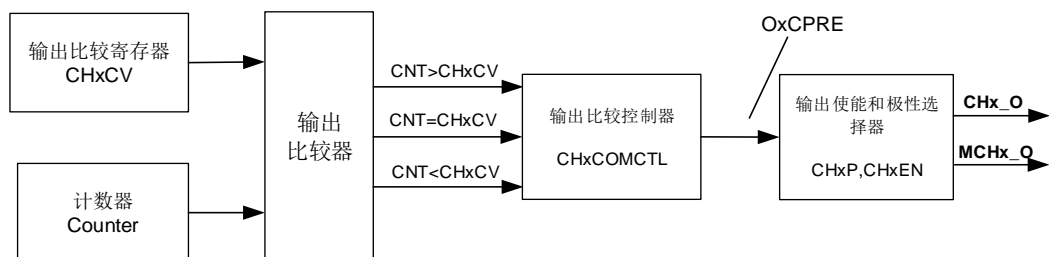 OxCPRE
输出比较寄存器
CHxCV
计数器
Counter
输出
比较器
CNT>CHxCV
CNT=CHxCV
CNT<CHxCV
输出比较控制器
CHxCOMCTL
输出使能和极性选
择器
CHxP,CHxEN
CHx_O
MCHx_O